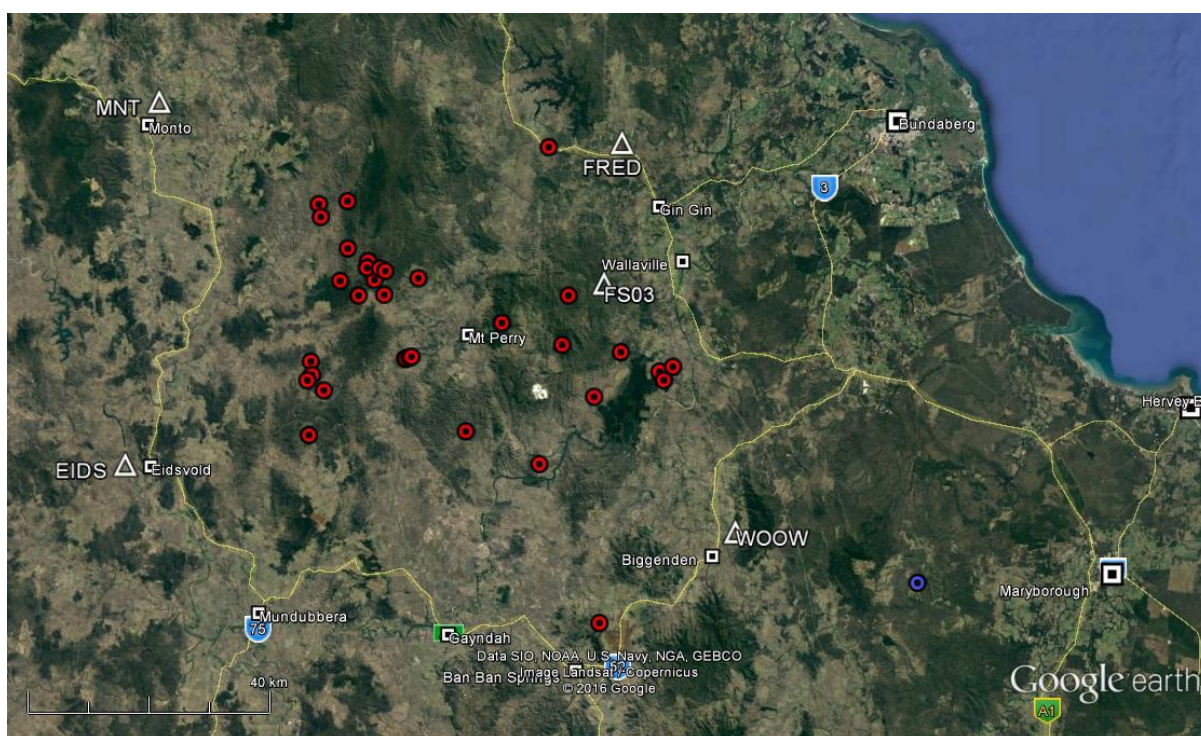 MNT
Monto
Bundaberg
FRED
3
Gin Gin
Wallaville
FS03
Mt Perry
Hervey B
EIDS
Eidsvold
WOOW
Biggenden
Maryborough
Mundubbera
75
Gayndah
Data SIO, NOAA, U.S. Navy, NGA, GEBCO
40 km
Ban Ban Springs
52
Image Landsat / Copernicus
© 2016 Google
Google earth
A1